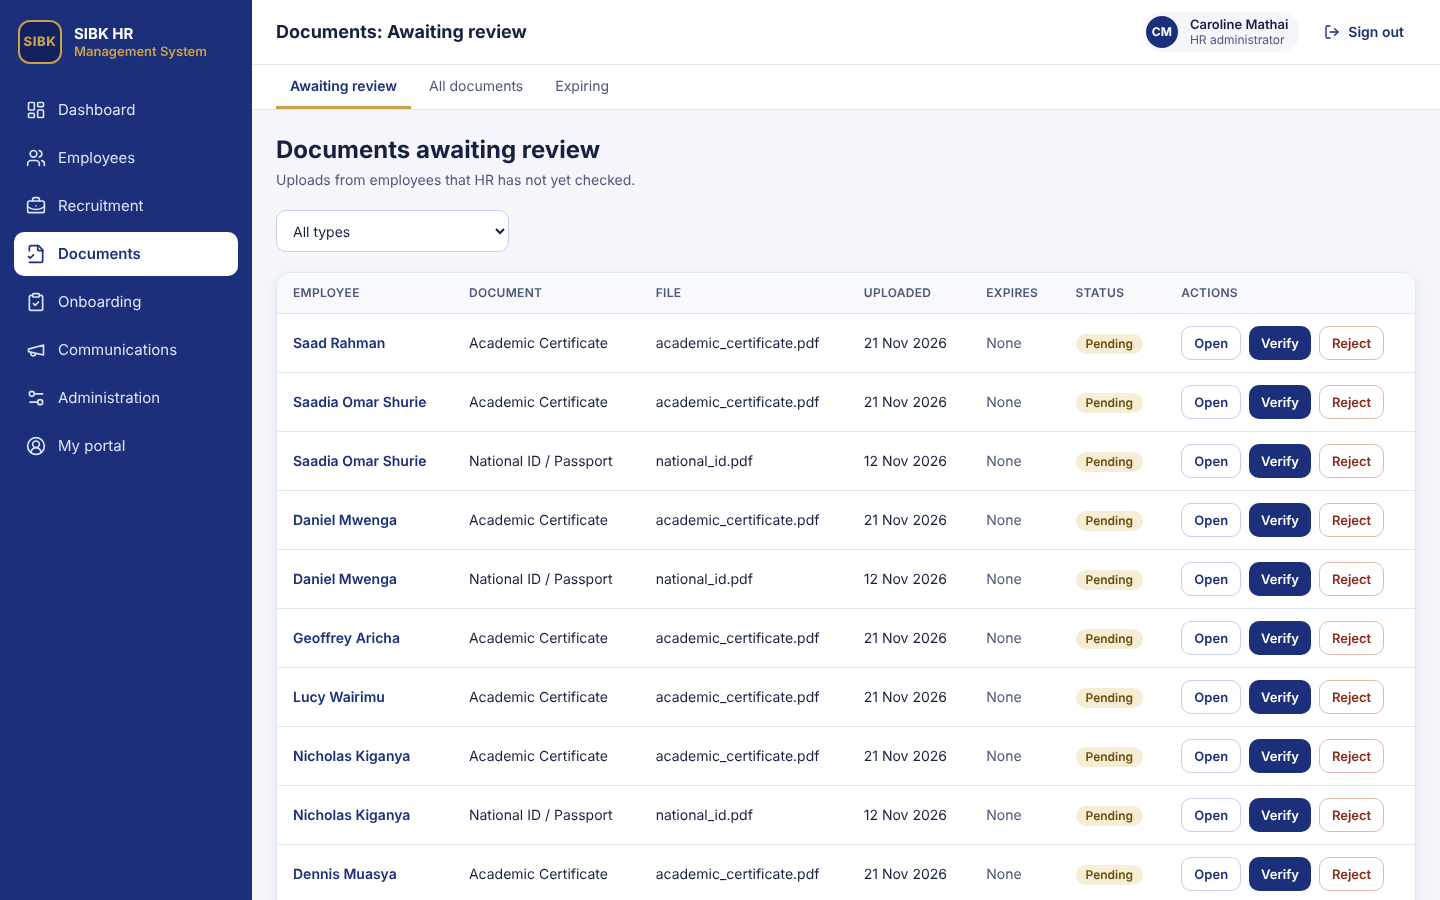 SIBK
SIBK HR
Management System
Dashboard
Employees
Recruitment
Documents
Onboarding
Communications
Administration
My portal
Documents: Awaiting review
CM
Caroline Mathai
HR administrator
Sign out
Awaiting review All documents Expiring
Documents awaiting review
Uploads from employees that HR has not yet checked.
All types
EMPLOYEE DOCUMENT FILE UPLOADED EXPIRES STATUS ACTIONS
Saad Rahman Academic Certificate academic_certificate.pdf 21 Nov 2026 None Pending Open Verify Reject
Saadia Omar Shurie Academic Certificate academic_certificate.pdf 21 Nov 2026 None Pending Open Verify Reject
Saadia Omar Shurie National ID / Passport national_id.pdf 12 Nov 2026 None Pending Open Verify Reject
Daniel Mwenga Academic Certificate academic_certificate.pdf 21 Nov 2026 None Pending Open Verify Reject
Daniel Mwenga National ID / Passport national_id.pdf 12 Nov 2026 None Pending Open Verify Reject
Geoffrey Aricha Academic Certificate academic_certificate.pdf 21 Nov 2026 None Pending Open Verify Reject
Lucy Wairimu Academic Certificate academic_certificate.pdf 21 Nov 2026 None Pending Open Verify Reject
Nicholas Kiganya Academic Certificate academic_certificate.pdf 21 Nov 2026 None Pending Open Verify Reject
Nicholas Kiganya National ID / Passport national_id.pdf 12 Nov 2026 None Pending Open Verify Reject
Dennis Muasya Academic Certificate academic_certificate.pdf 21 Nov 2026 None Pending Open Verify Reject